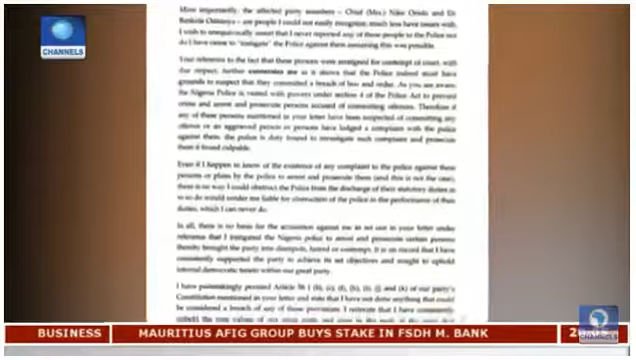 CHANNELS
More importantly, the affected party members – Chief (Mrs.) Nike Oriola and Dr
are people I could not easily recognize, much less have issues with.
I wish to unequivocally assert that I never reported any of these people to the Police nor
do I have cause to "instigate" the Police against them assuming this was possible.
Your reference to the fact that these persons were arraigned for contempt of court, with
due respect, further me as it shows that the Police indeed must have
grounds to suspect that they committed a breach of law and order. As you are aware,
the Nigeria Police is vested with powers under section 4 of the Police Act to prevent
crime and arrest and prosecute persons accused of committing offences. Therefore if
any of these persons mentioned in your letter have been suspected of committing any
offence or an aggrieved person or persons have lodged a complaint with the police
against them, the police is duty bound to investigate such complaint and prosecute
them if found culpable.
Even if I happen to know of the existence of any complaint to the police against these
persons or plans by the police to arrest and prosecute them (and this is not the case),
there is no way I could obstruct the Police from the discharge of their statutory duties as
to so do would render me liable for obstruction of the police in the performance of their
duties, which I can never do.
In all, there is no basis for the accusation against me as set out in your letter under
reference that I instigated the Nigeria police to arrest and prosecute certain persons
thereby brought the party into disrepute, hatred or contempt. It is on record that I have
consistently supported the party to achieve its set objectives and sought to uphold
internal democratic tenets within our great party.
I have painstakingly perused Article 58 1 (b), (c), (f), (h), (i), (j) and (k) of our party's
Constitution mentioned in your letter and state that I have not done anything that could
be considered a breach of any of those provisions. I reiterate that I have consistently
upheld the core values of our
CHANNELS
BUSINESS MAURITIUS AFIG GROUP BUYS STAKE IN FSDH M. BANK